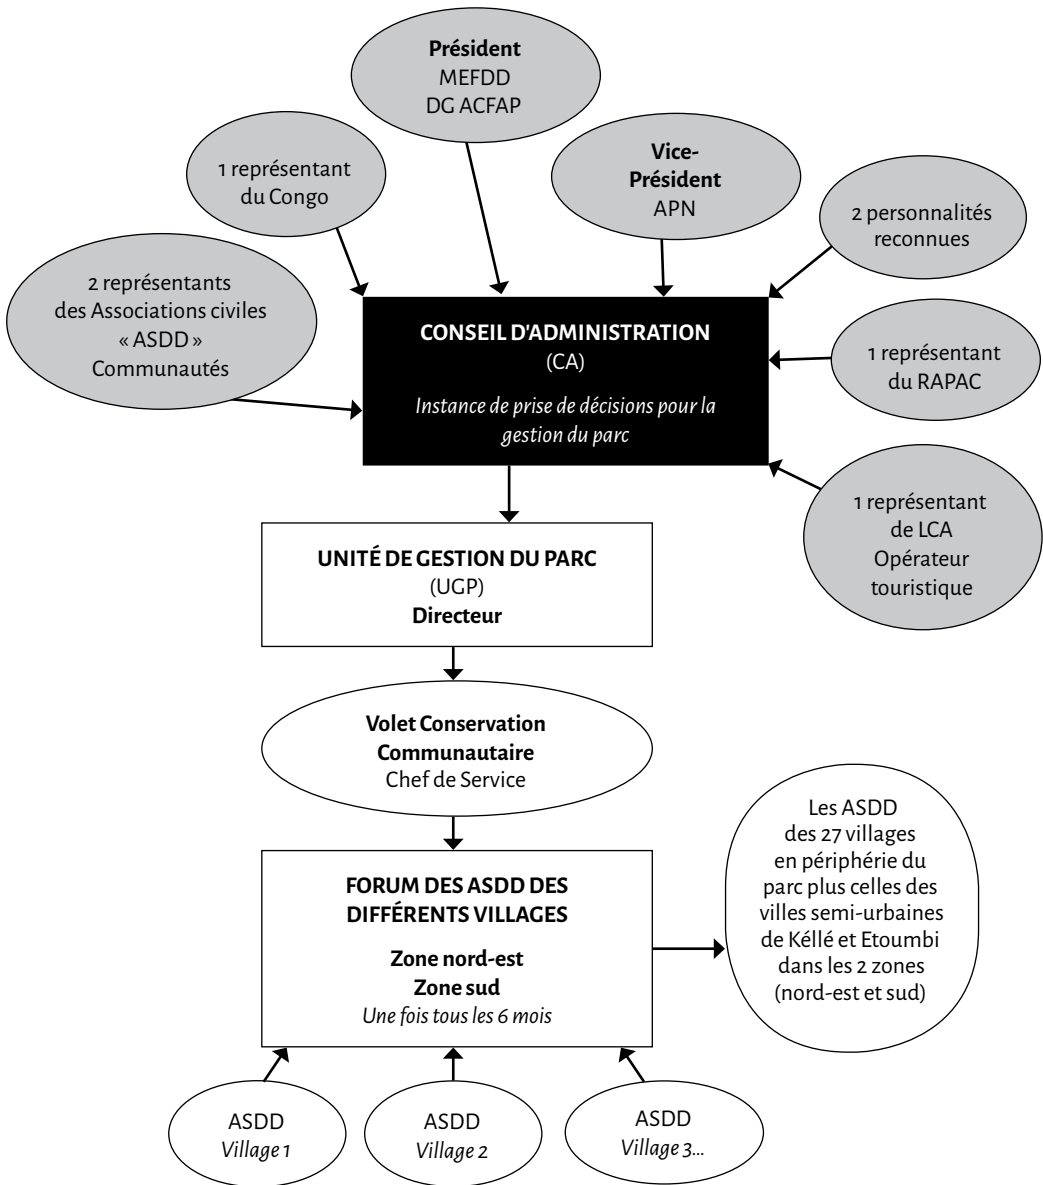 Président
MEFDD
DG ACFAP
1 représentant
du Congo
Vice-
Président
APN
2 personnalités
reconnues
2 représentants
des Associations civiles
« ASDD »
Communautés
CONSEIL D'ADMINISTRATION
(CA)
Instance de prise de décisions pour la
gestion du parc
1 représentant
du RAPAC
1 représentant
de LCA
Opérateur
touristique
UNITÉ DE GESTION DU PARC
(UGP)
Directeur
Volet Conservation
Communautaire
Chef de Service
FORUM DES ASDD DES
DIFFÉRENTS VILLAGES
Zone nord-est
Zone sud
Une fois tous les 6 mois
Les ASDD
des 27 villages
en périphérie du
parc plus celles des
villes semi-urbaines
de Kéllé et Etoumbi
dans les 2 zones
(nord-est et sud)
ASDD
Village 1
ASDD
Village 2
ASDD
Village 3...